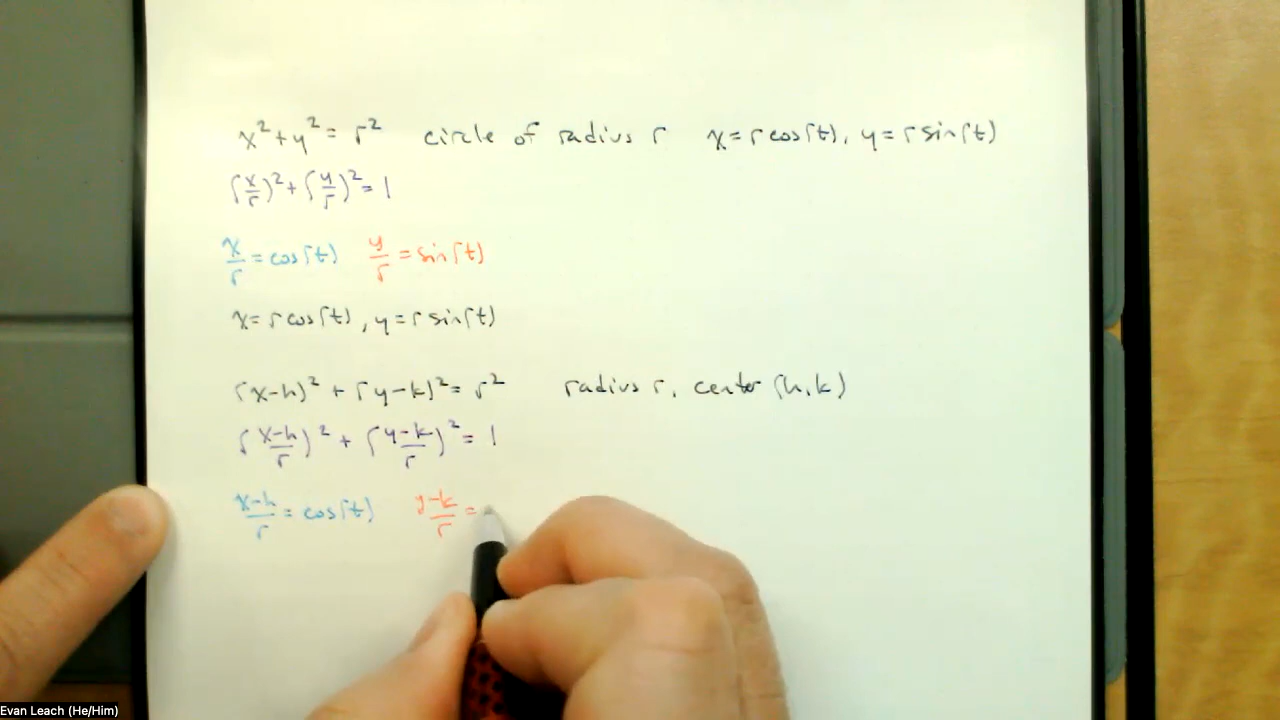 x² + y² = r² circle of radius r x = r cos(t), y = r sin(t)
(x/r)² + (y/r)² = 1
x/r = cos(t) y/r = sin(t)
x = r cos(t), y = r sin(t)
(x-h)² + (y-k)² = r² radius r, center (h,k)
((x-h)/r)² + ((y-k)/r)² = 1
(x-h)/r = cos(t) (y-k)/r =
Evan Leach (He/Him)